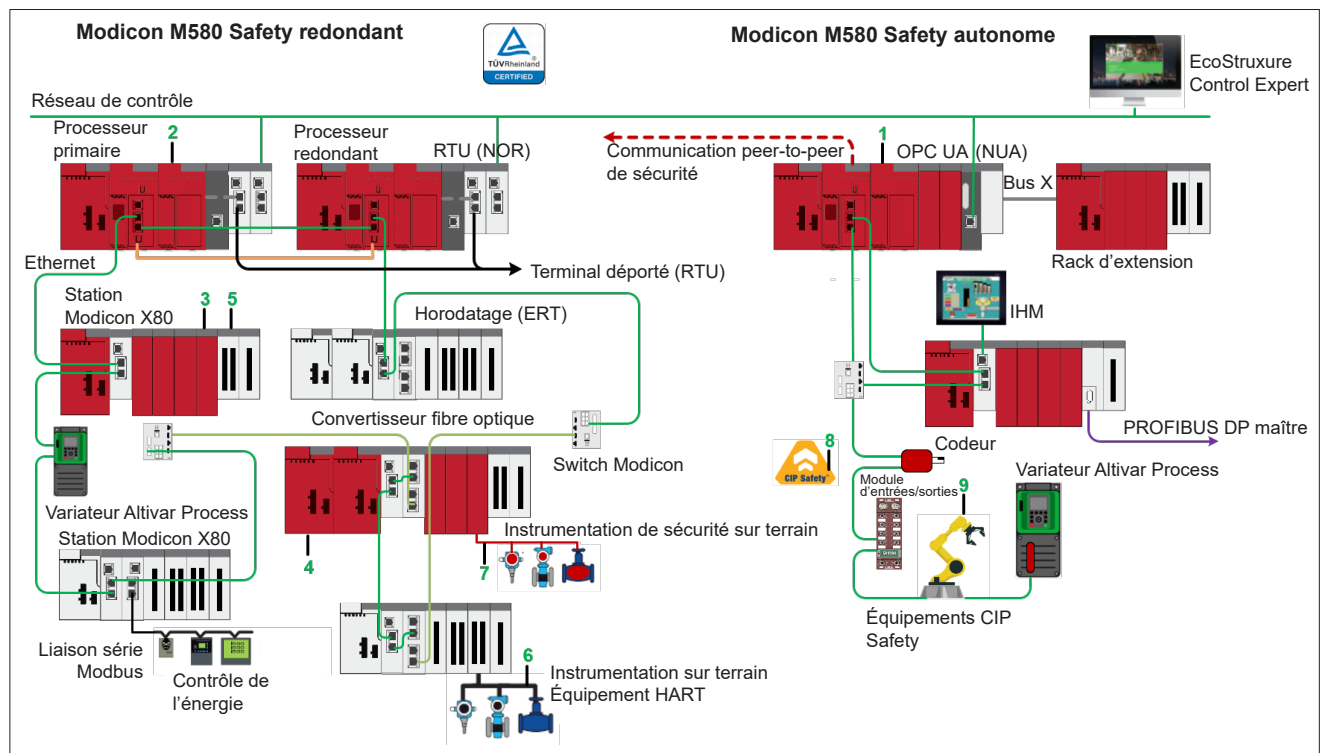 Modicon M580 Safety redondant
Modicon M580 Safety autonome
TÜVRheinland®
CERTIFIED
EcoStruxure
Control Expert
Réseau de contrôle
Processeur
primaire
2
Processeur
redondant
RTU (NOR)
Communication peer-to-peer
de sécurité
1
OPC UA (NUA)
Bus X
Rack d'extension
Ethernet
Terminal déporté (RTU)
Station
Modicon X80
3
5
Horodatage (ERT)
IHM
Convertisseur fibre optique
Switch Modicon
PROFIBUS DP maître
8
CIP Safety™
Codeur
Module
d'entrées/sorties
9
Variateur Altivar Process
Variateur Altivar Process
Station Modicon X80
4
7
Instrumentation de sécurité sur terrain
Équipements CIP
Safety
Liaison série
Modbus
Contrôle de
l'énergie
6
Instrumentation sur terrain
Équipement HART